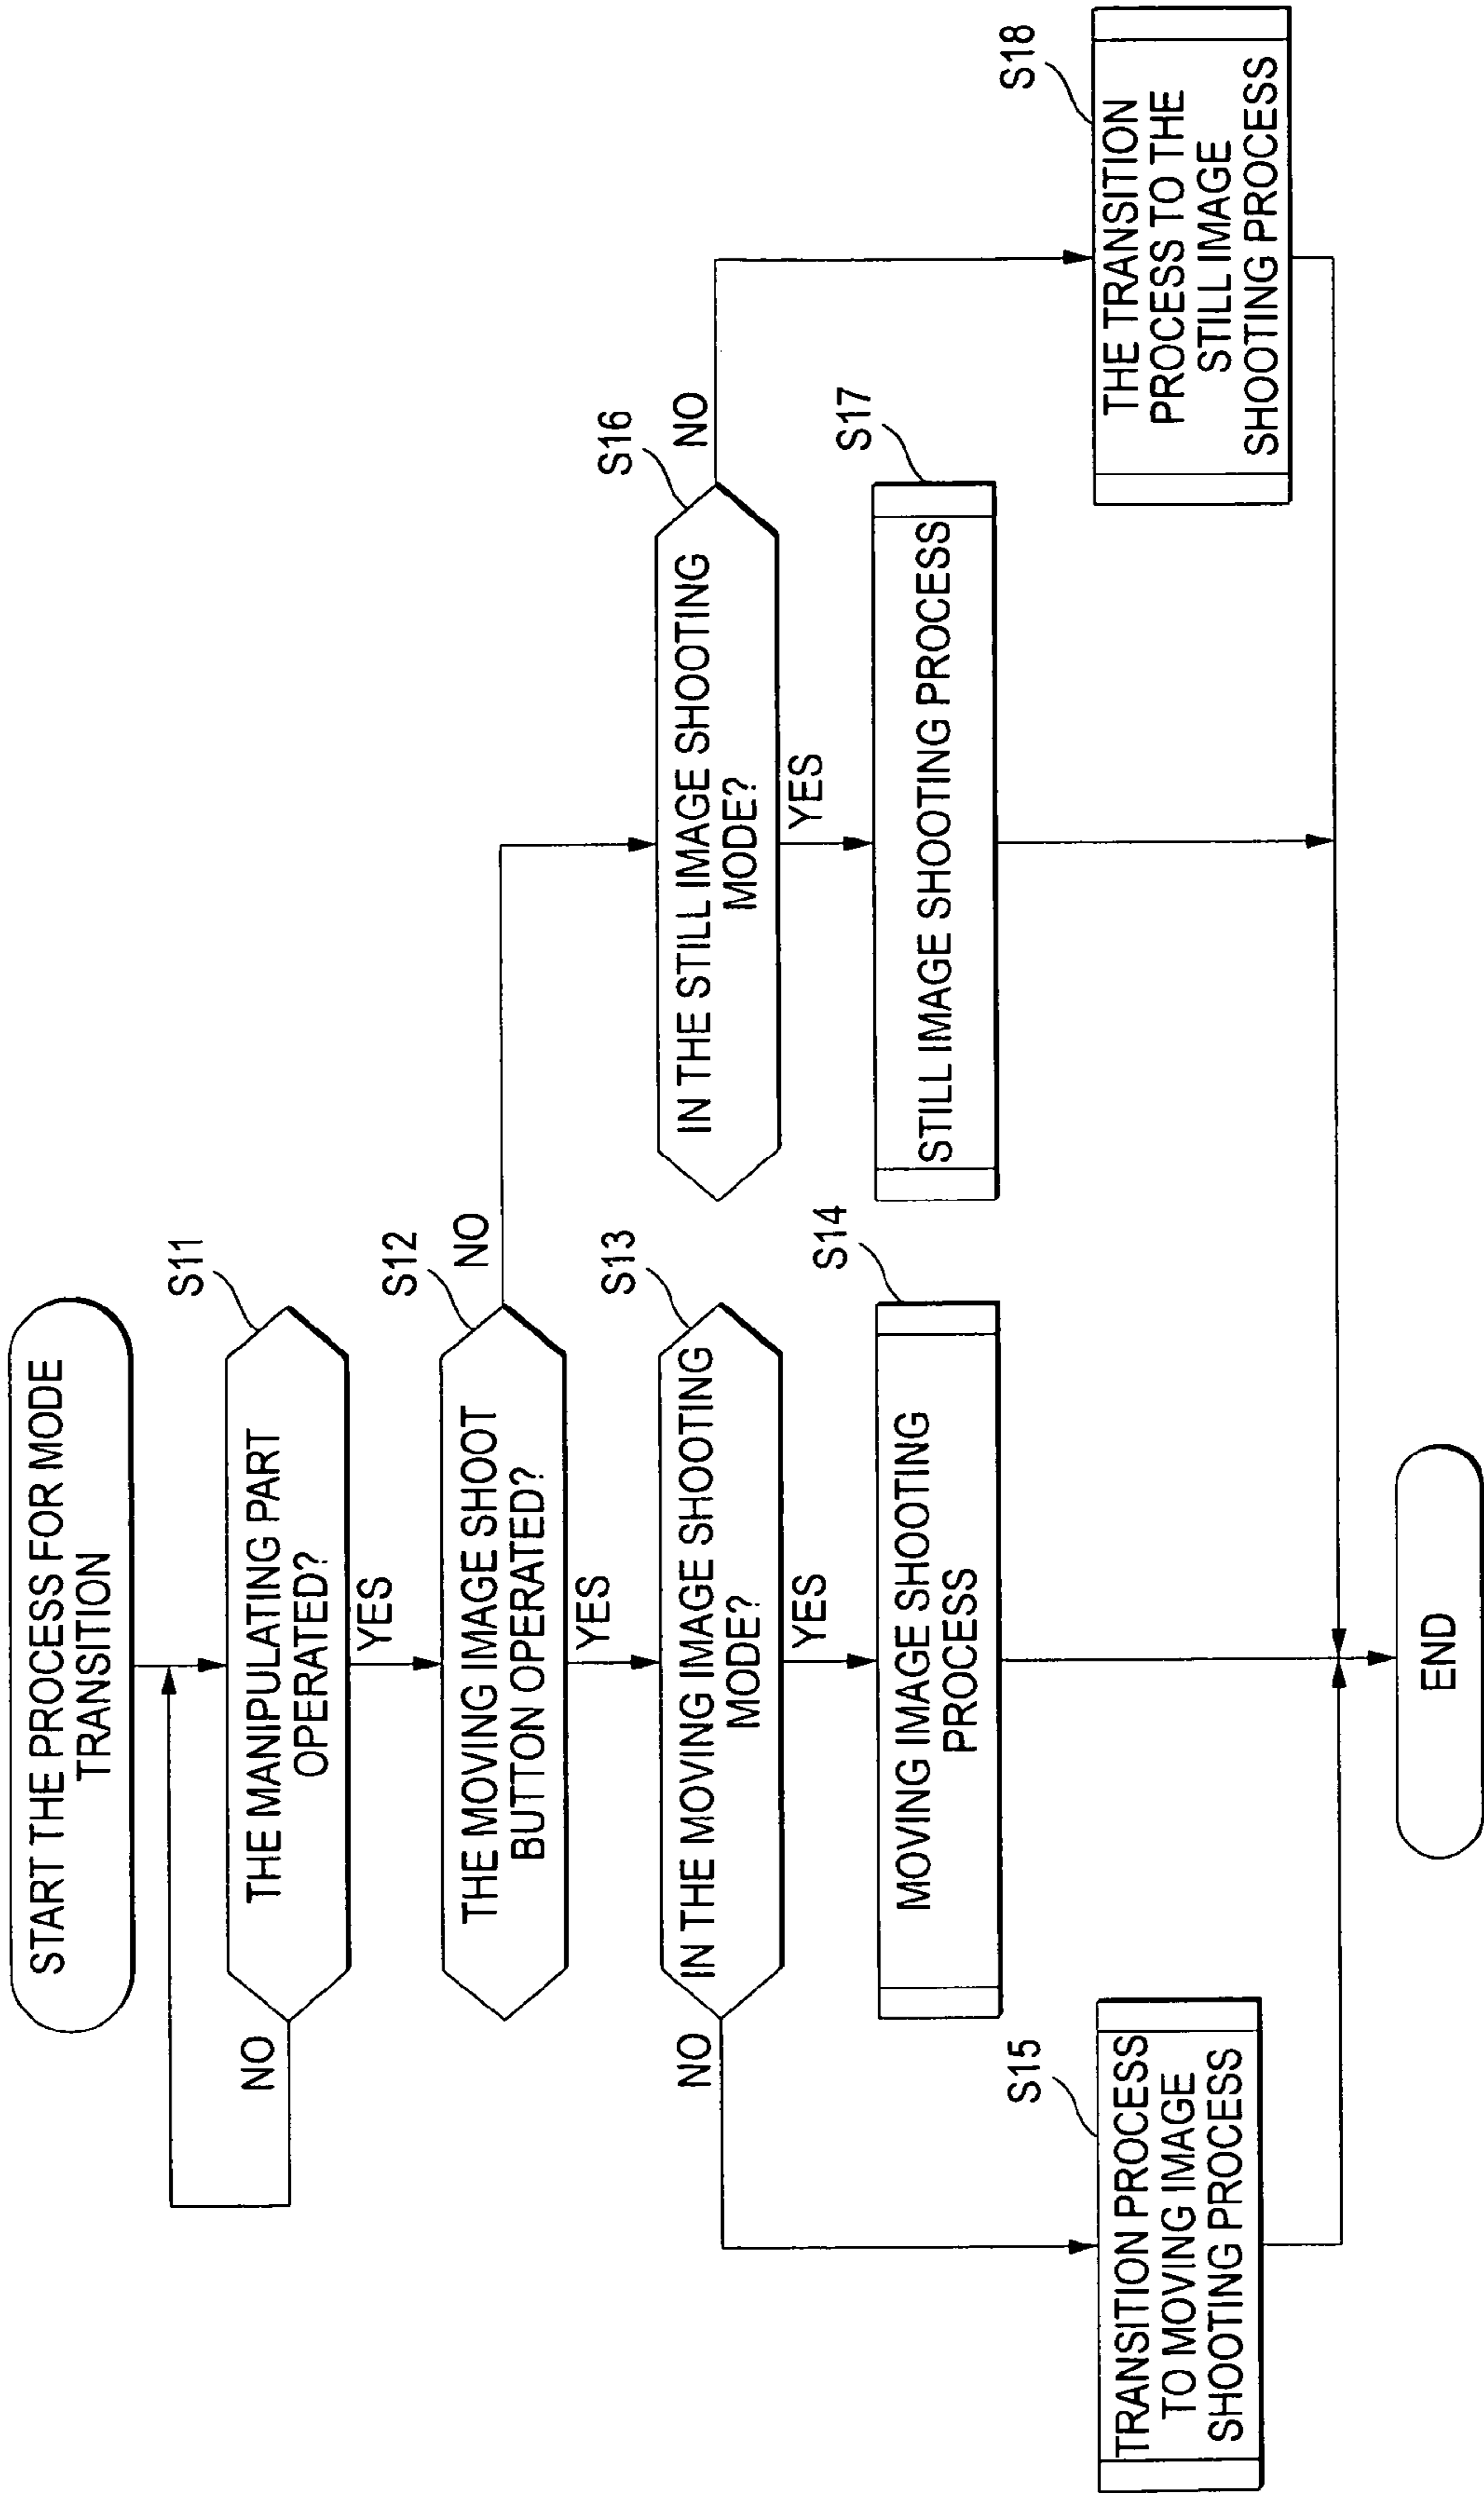 START THE PROCESS FOR MODE
TRANSITION
S11
THE MANIPULATING PART
OPERATED?
NO
YES
S12
THE MOVING IMAGE SHOOT
BUTTON OPERATED?
NO
YES
S13
IN THE MOVING IMAGE SHOOTING
MODE?
NO
YES
S14
MOVING IMAGE SHOOTING
PROCESS
S15
TRANSITION PROCESS
TO MOVING IMAGE
SHOOTING PROCESS
S16
IN THE STILL IMAGE SHOOTING
MODE?
NO
YES
S17
STILL IMAGE SHOOTING PROCESS
S18
THE TRANSITION
PROCESS TO THE
STILL IMAGE
SHOOTING PROCESS
END